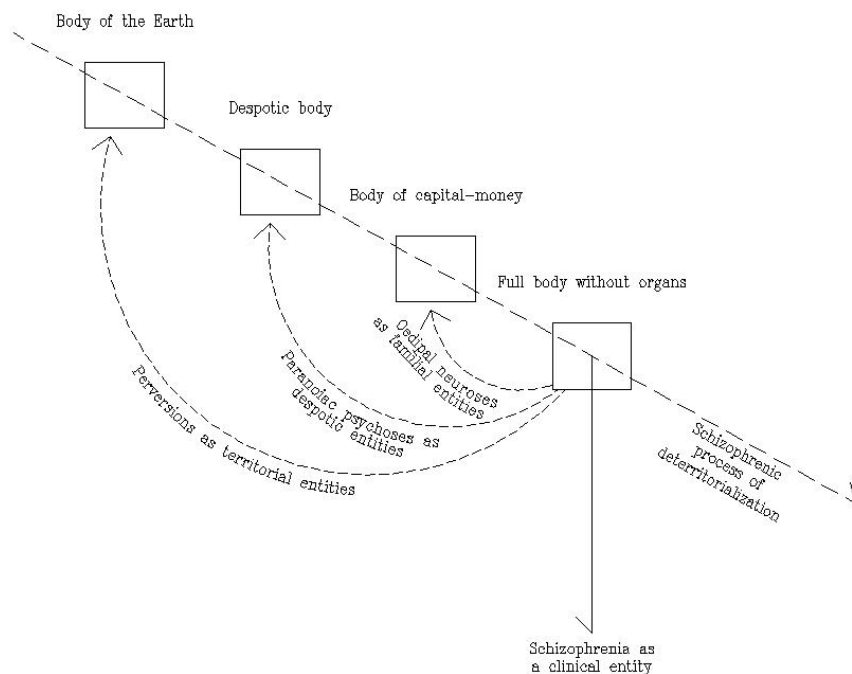 Body of the Earth
Despotic body
Body of capital-money
Full body without organs
Oedipal neuroses
as familial entities
Paranoiac psychoses as
despotic entities
Perversions as territorial entities
Schizophrenic
process of
deterritorialization
Schizophrenia as
a clinical entity